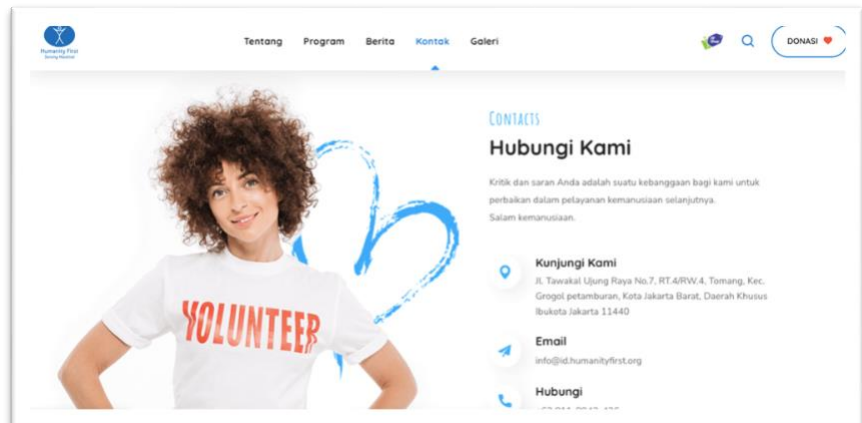 Humanity First
Serving Mankind
Tentang Program Berita Kontak Galeri
DONASI
CONTACTS
Hubungi Kami
Kritik dan saran Anda adalah suatu kebanggaan bagi kami untuk
perbaikan dalam pelayanan kemanusiaan selanjutnya.
Salam kemanusiaan.
VOLUNTEER
Kunjungi Kami
Jl. Tawakal Ujung Raya No.7, RT.4/RW.4, Tomang, Kec.
Grogol petamburan, Kota Jakarta Barat, Daerah Khusus
Ibukota Jakarta 11440
Email
info@id.humanityfirst.org
Hubungi